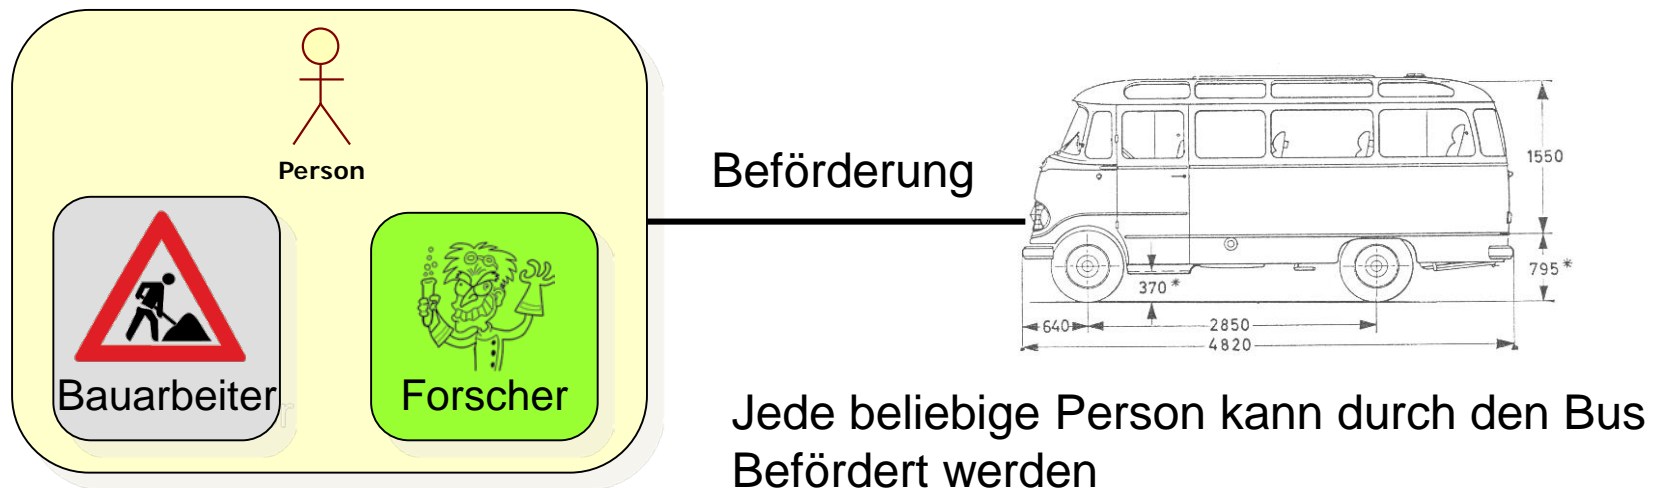 Person
Bauarbeiter
Forscher
Beförderung
1550
795*
370*
640
2850
4820
Jede beliebige Person kann durch den Bus
Befördert werden